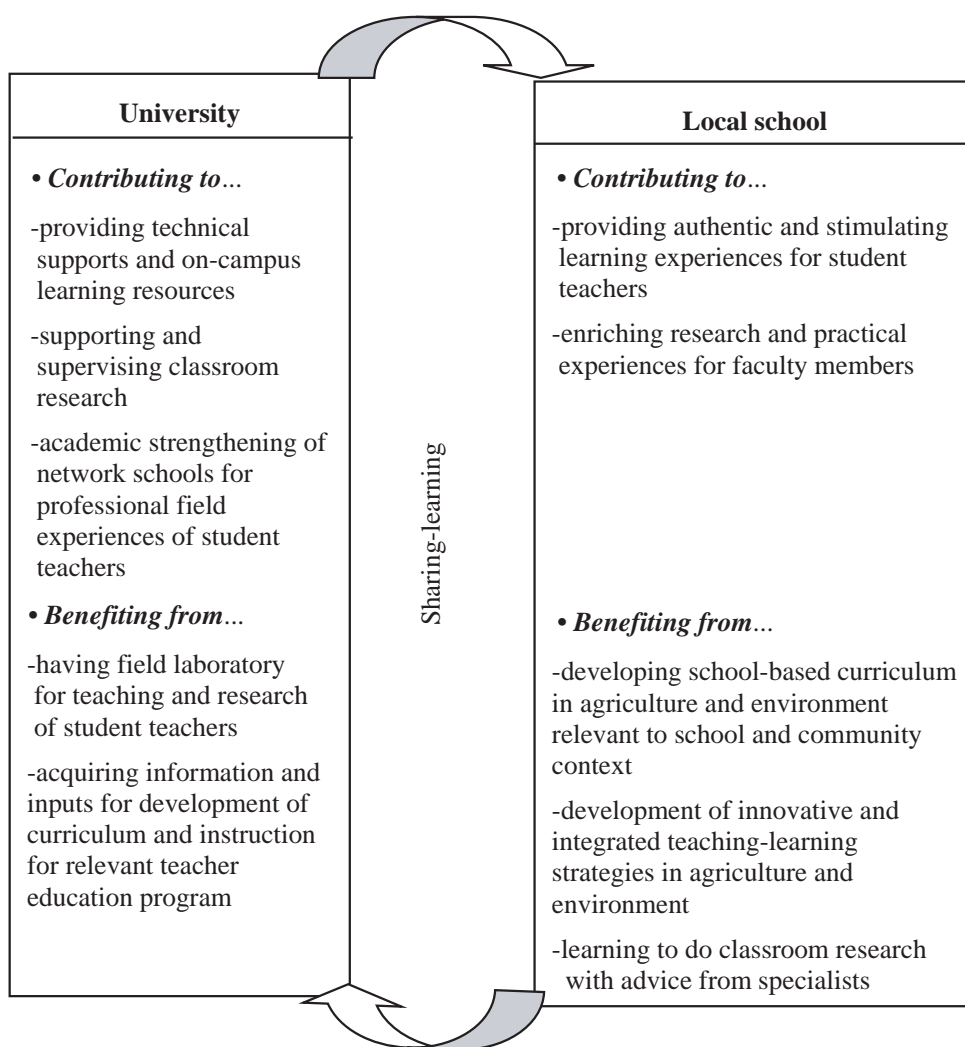 University
• Contributing to...
-providing technical
supports and on-campus
learning resources
-supporting and
supervising classroom
research
-academic strengthening of
network schools for
professional field
experiences of student
teachers
• Benefiting from...
-having field laboratory
for teaching and research
of student teachers
-acquiring information and
inputs for development of
curriculum and instruction
for relevant teacher
education program
Sharing-learning
Local school
• Contributing to...
-providing authentic and stimulating
learning experiences for student
teachers
-enriching research and practical
experiences for faculty members
• Benefiting from...
-developing school-based curriculum
in agriculture and environment
relevant to school and community
context
-development of innovative and
integrated teaching-learning
strategies in agriculture and
environment
-learning to do classroom research
with advice from specialists